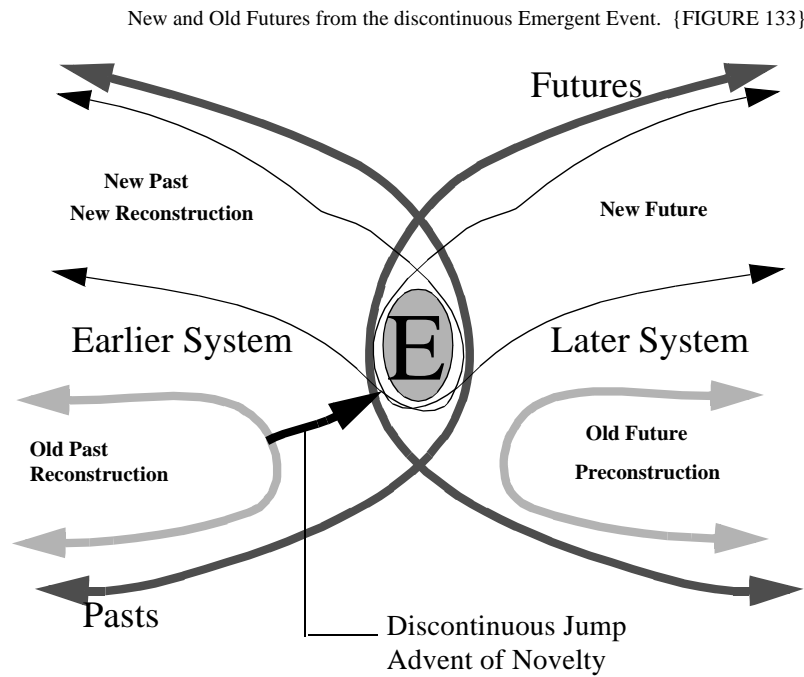 New and Old Futures from the discontinuous Emergent Event. {FIGURE 133}
Futures
New Past
New Reconstruction
New Future
E
Earlier System
Later System
Old Past
Reconstruction
Old Future
Preconstruction
Pasts
Discontinuous Jump
Advent of Novelty